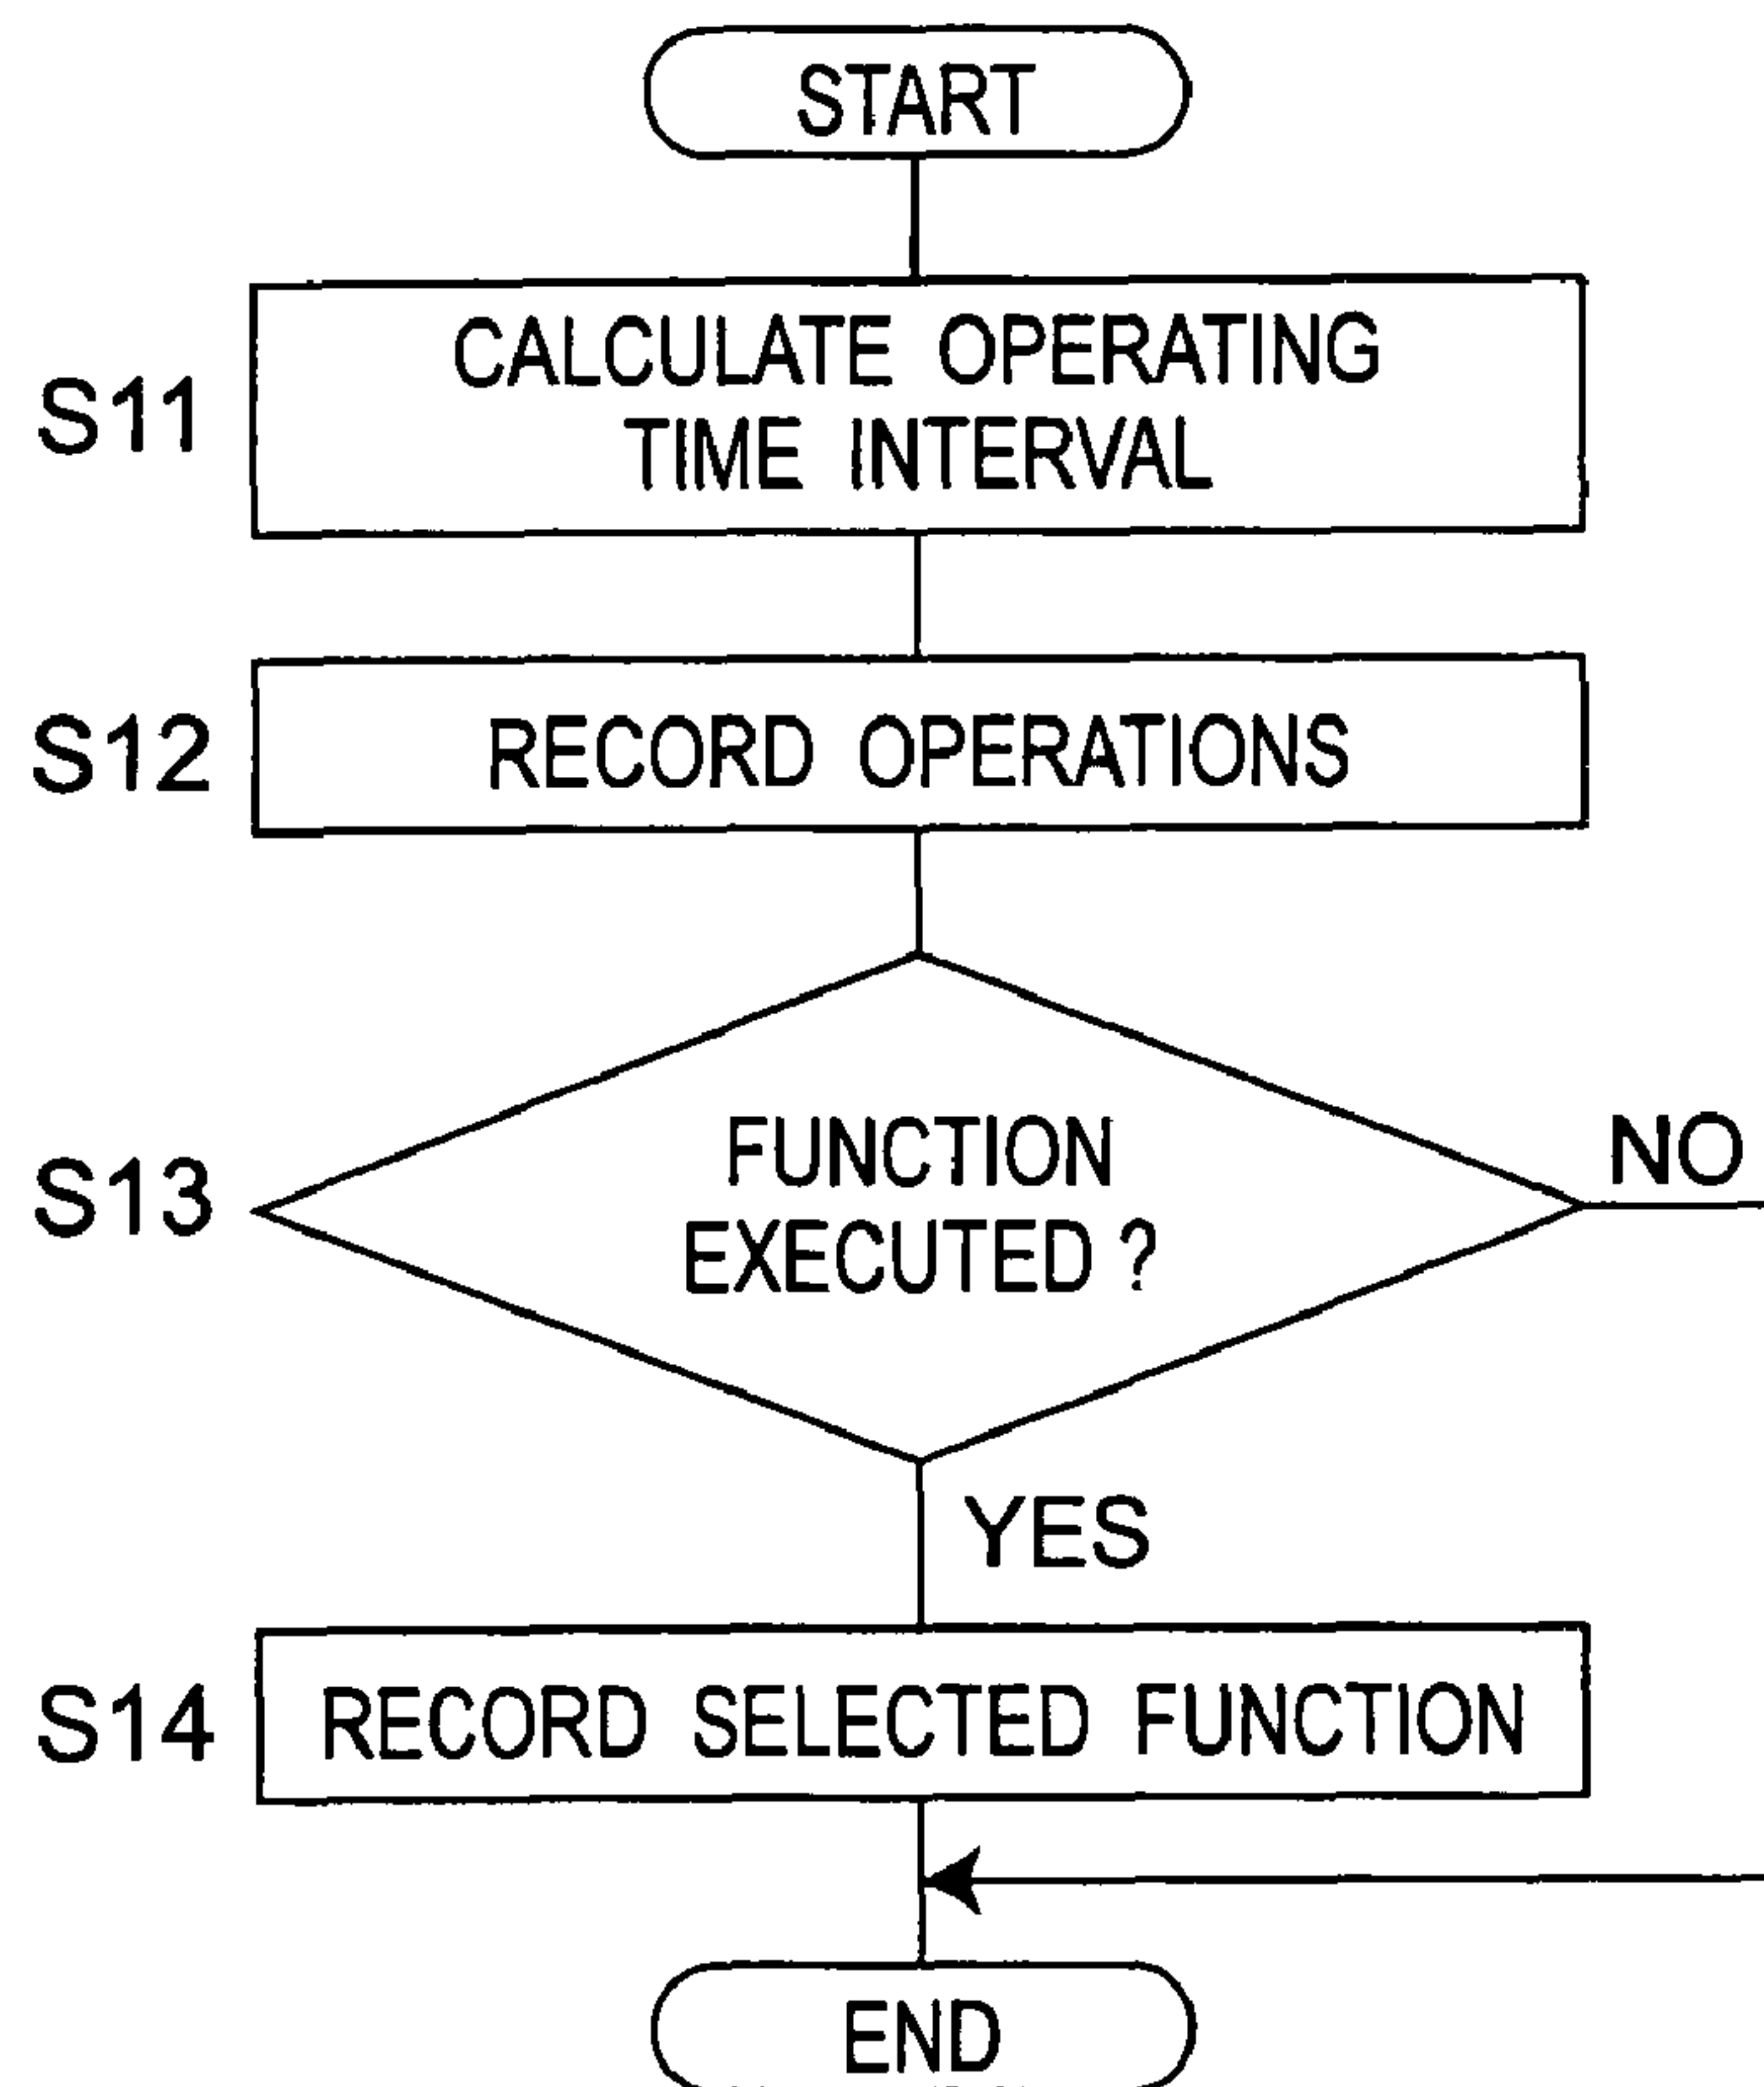 START
S11
CALCULATE OPERATING
TIME INTERVAL
S12
RECORD OPERATIONS
S13
FUNCTION
EXECUTED ?
NO
YES
S14
RECORD SELECTED FUNCTION
END